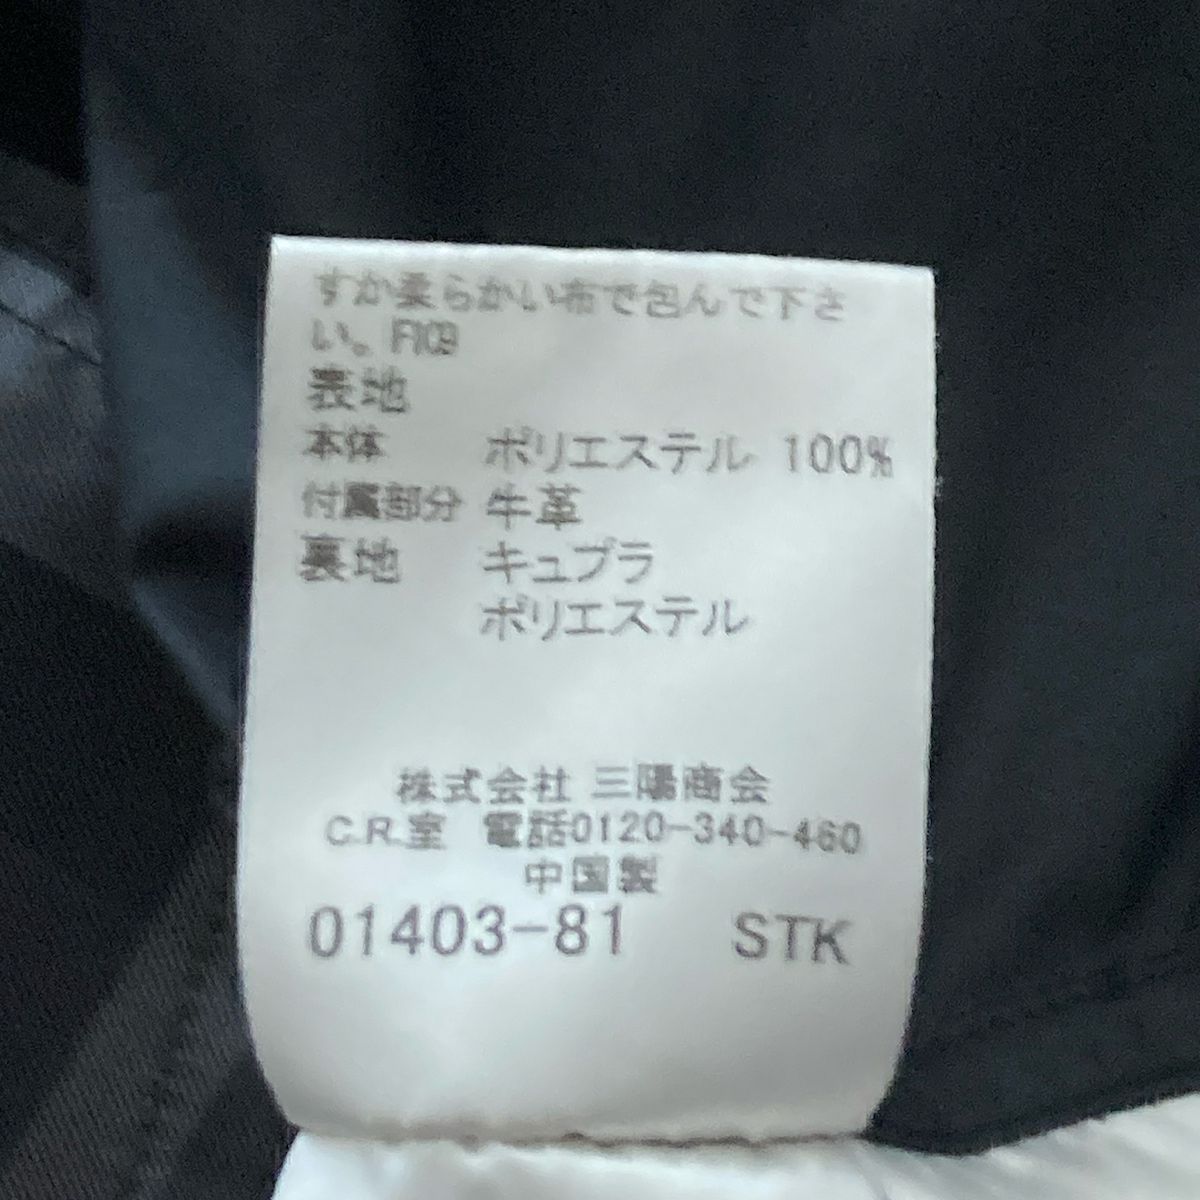 すか柔らかい布で包んで下さ
い。F109
表地
本体 ポリエステル 100%
付属部分 牛革
裏地 キュプラ
ポリエステル
株式会社 三陽商会
C.R.室 電話0120-340-460
中国製
01403-81 STK